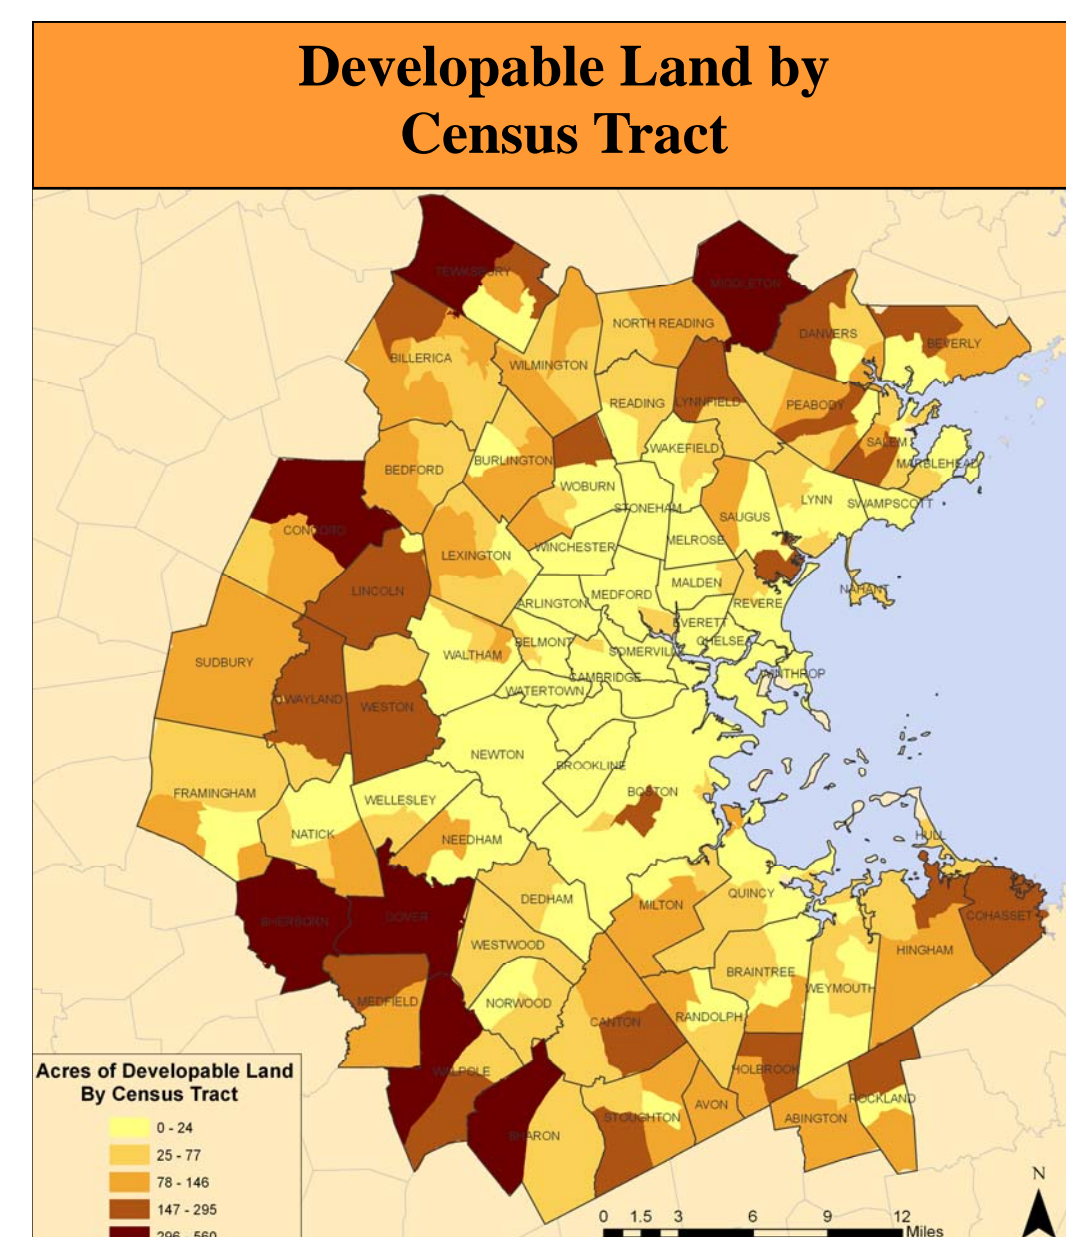 Developable Land by
Census Tract
TEWKSBURY
MIDDLETON
NORTH READING
DANVERS
BEVERLY
BILLERICA
WILMINGTON
READING
LYNNFIELD
PEABODY
SALEM
WAKEFIELD
MARBLEHEAD
BEDFORD
BURLINGTON
WOBURN
STONEHAM
LYNN
SWAMPSCOTT
SAUGUS
CONCORD
LEXINGTON
WINCHESTER
MELROSE
MALDEN
NAHANT
LINCOLN
ARLINGTON
MEDFORD
REVERE
EVERETT
CHELSEA
SUDBURY
WALTHAM
BELMONT
SOMERVILLE
CAMBRIDGE
WINTHROP
WAYLAND
WESTON
WATERTOWN
NEWTON
BROOKLINE
FRAMINGHAM
WELLESLEY
BOSTON
NATICK
NEEDHAM
HULL
SHERBORN
DOVER
DEDHAM
MILTON
QUINCY
COHASSET
WESTWOOD
HINGHAM
MEDFIELD
NORWOOD
BRAINTREE
WEYMOUTH
CANTON
RANDOLPH
WALPOLE
HOLBROOK
ROCKLAND
SHARON
STOUGHTON
AVON
ABINGTON
Acres of Developable Land
By Census Tract
0 - 24
25 - 77
78 - 146
147 - 295
296 - 560
N
0 1.5 3 6 9 12
Miles